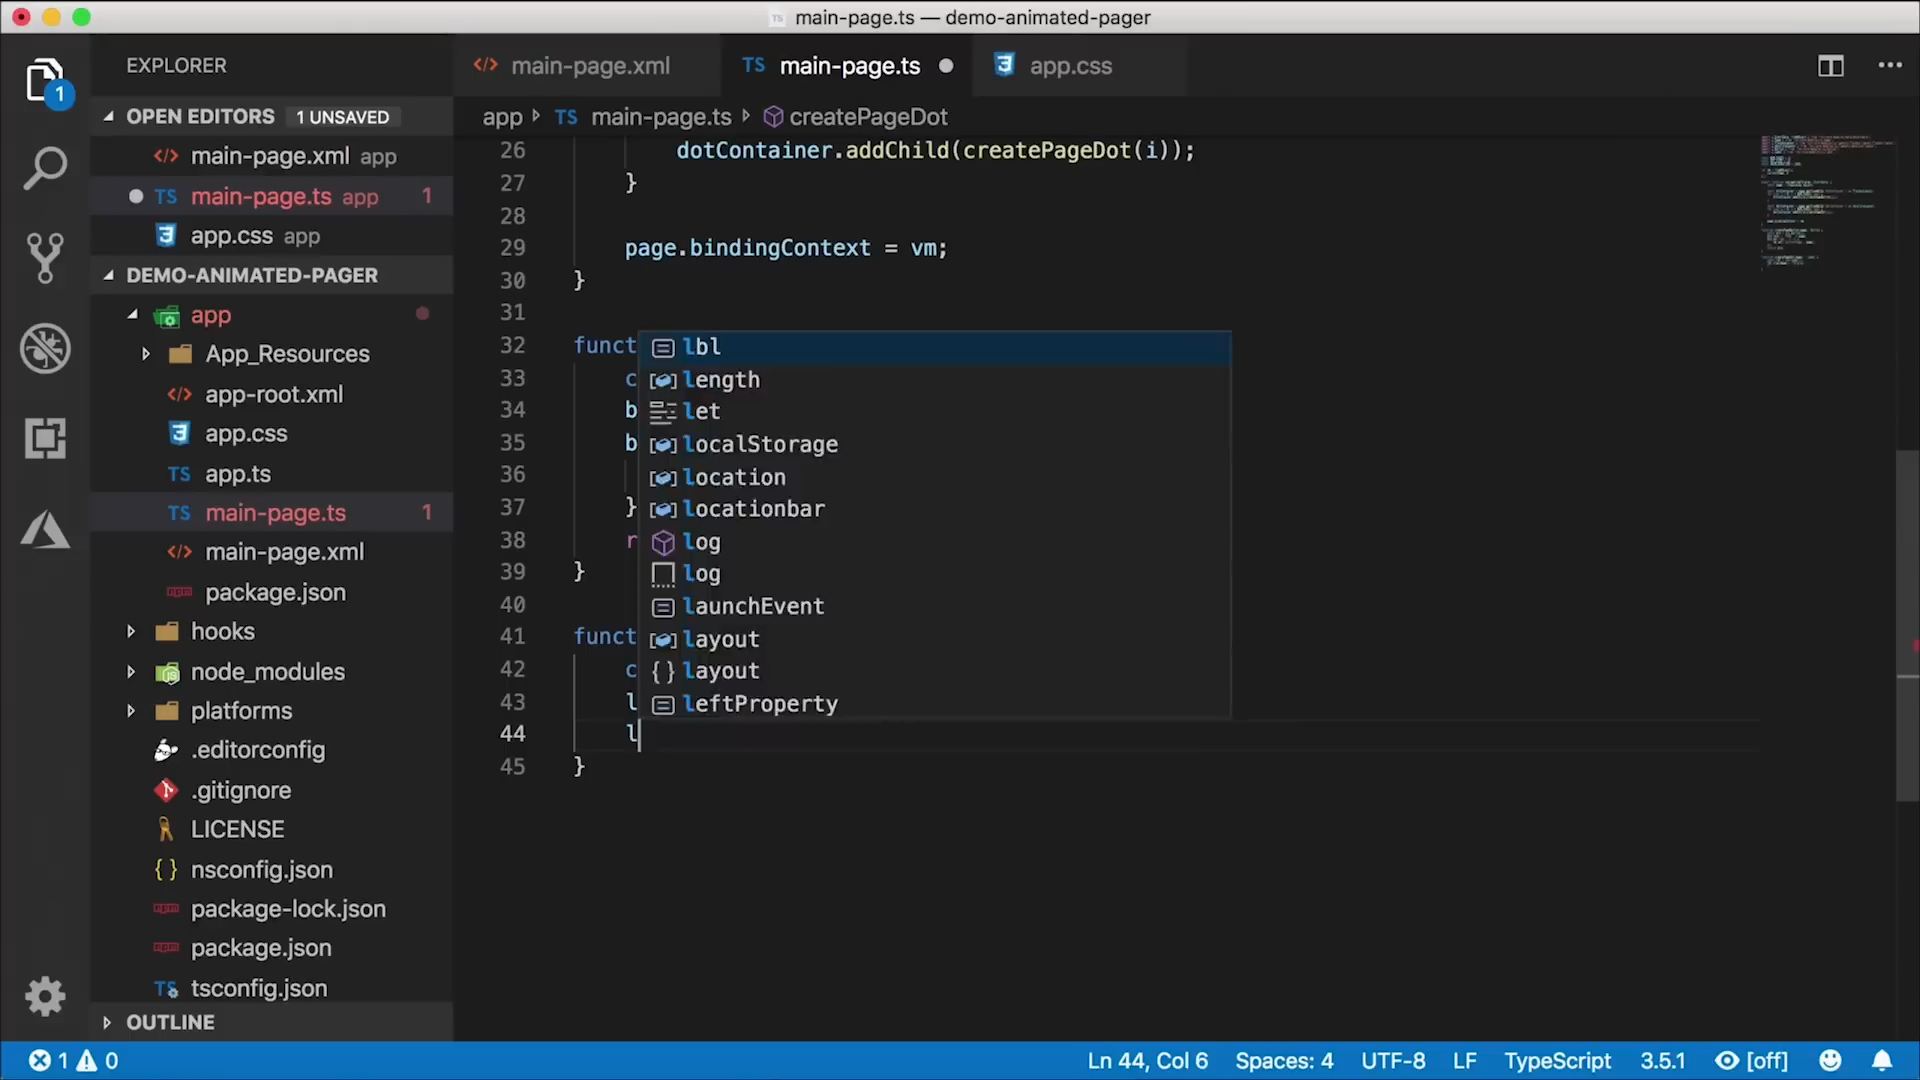 main-page.ts — demo-animated-pager
EXPLORER
OPEN EDITORS 1 UNSAVED
main-page.xml app
TS main-page.ts app 1
app.css app
DEMO-ANIMATED-PAGER
app
App_Resources
app-root.xml
app.css
TS app.ts
TS main-page.ts 1
main-page.xml
package.json
hooks
node_modules
platforms
.editorconfig
.gitignore
LICENSE
nsconfig.json
package-lock.json
package.json
TS tsconfig.json
OUTLINE
1
main-page.xml
TS main-page.ts
app.css
app TS main-page.ts createPageDot
26 dotContainer.addChild(createPageDot(i));
27 }
28
29 page.bindingContext = vm;
30 }
31
32 funct
33 c
34 b
35 b
36
37 }
38 r
39 }
40
41 funct
42 c
43 l
44 l
45 }
lbl
length
let
localStorage
location
locationbar
log
log
launchEvent
layout
layout
leftProperty
1 0 Ln 44, Col 6 Spaces: 4 UTF-8 LF TypeScript 3.5.1 [off]